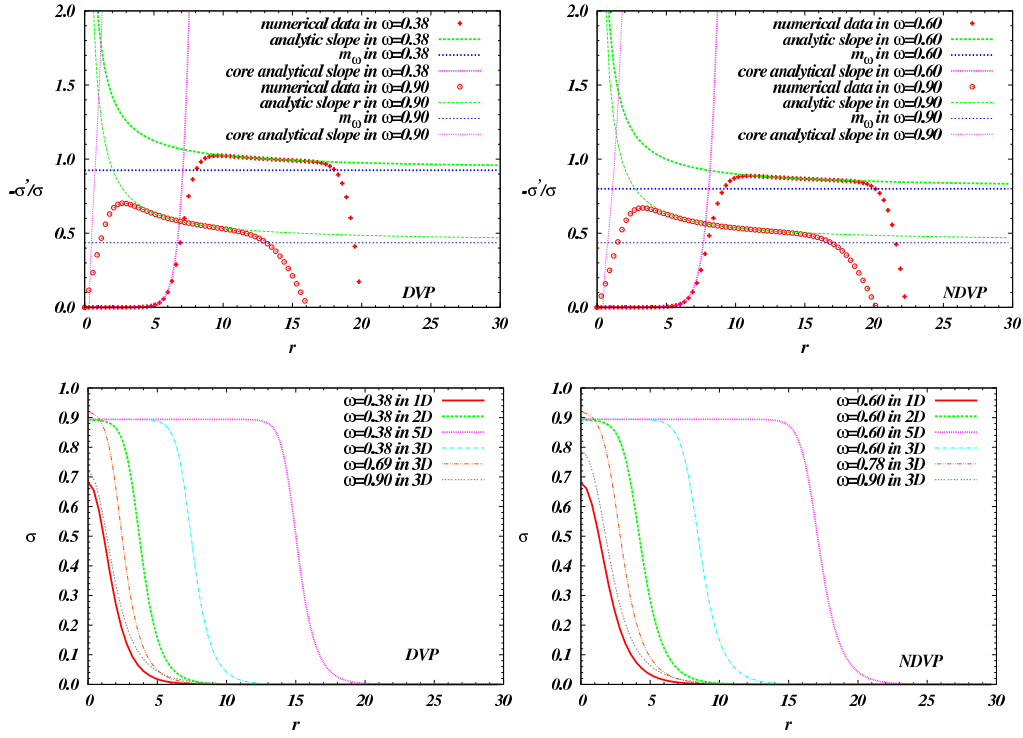 2.0
1.5
1.0
0.5
0.0
-σ'/σ
numerical data in ω=0.38
analytic slope in ω=0.38
mω in ω=0.38
core analytical slope in ω=0.38
numerical data in ω=0.90
analytic slope r in ω=0.90
mω in ω=0.90
core analytical slope in ω=0.90
DVP
0 5 10 15 20 25 30
r
2.0
1.5
1.0
0.5
0.0
-σ'/σ
numerical data in ω=0.60
analytic slope in ω=0.60
mω in ω=0.60
core analytical slope in ω=0.60
numerical data in ω=0.90
analytic slope in ω=0.90
mω in ω=0.90
core analytical slope in ω=0.90
NDVP
0 5 10 15 20 25 30
r
1.0
0.9
0.8
0.7
0.6
0.5
0.4
0.3
0.2
0.1
0.0
σ
ω=0.38 in 1D
ω=0.38 in 2D
ω=0.38 in 5D
ω=0.38 in 3D
ω=0.69 in 3D
ω=0.90 in 3D
DVP
0 5 10 15 20 25 30
r
1.0
0.9
0.8
0.7
0.6
0.5
0.4
0.3
0.2
0.1
0.0
σ
ω=0.60 in 1D
ω=0.60 in 2D
ω=0.60 in 5D
ω=0.60 in 3D
ω=0.78 in 3D
ω=0.90 in 3D
NDVP
0 5 10 15 20 25 30
r